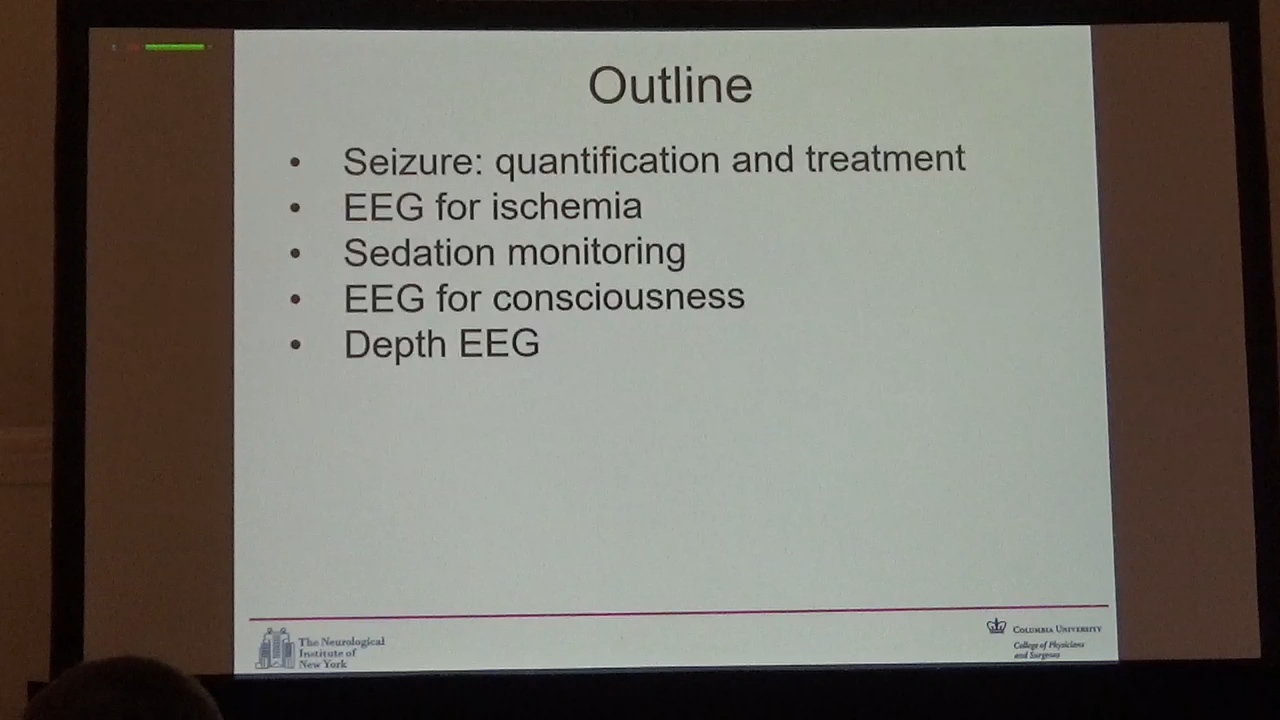 Outline
• Seizure: quantification and treatment
• EEG for ischemia
• Sedation monitoring
• EEG for consciousness
• Depth EEG
The Neurological
Institute of
New York
COLUMBIA UNIVERSITY
College of Physicians
and Surgeons